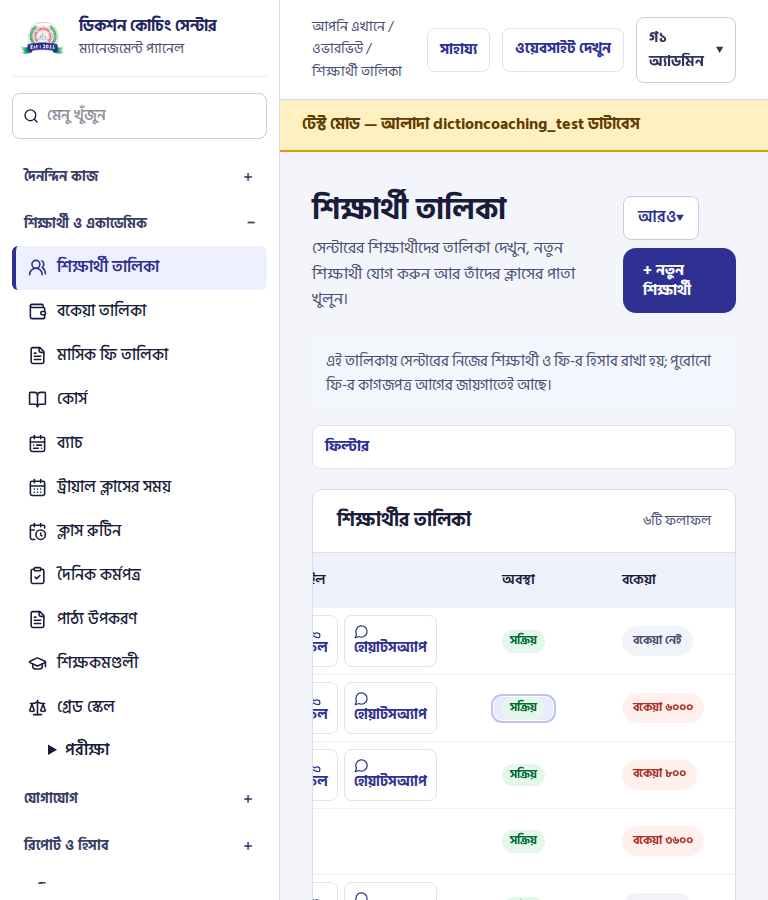 ডিকশন কোচিং সেন্টার
ম্যানেজমেন্ট প্যানেল
Est : 2011
মেনু খুঁজুন
দৈনন্দিন কাজ +
শিক্ষার্থী ও একাডেমিক −
শিক্ষার্থী তালিকা
বকেয়া তালিকা
মাসিক ফি তালিকা
কোর্স
ব্যাচ
ট্রায়াল ক্লাসের সময়
ক্লাস রুটিন
দৈনিক কর্মপত্র
পাঠ্য উপকরণ
শিক্ষকমণ্ডলী
গ্রেড স্কেল
পরীক্ষা
যোগাযোগ +
রিপোর্ট ও হিসাব +
আপনি এখানে /
ওভারভিউ /
শিক্ষার্থী তালিকা
সাহায্য
ওয়েবসাইট দেখুন
গ১
অ্যাডমিন
টেস্ট মোড — আলাদা dictioncoaching_test ডাটাবেস
শিক্ষার্থী তালিকা
সেন্টারের শিক্ষার্থীদের তালিকা দেখুন, নতুন
শিক্ষার্থী যোগ করুন আর তাঁদের ক্লাসের পাতা
খুলুন।
আরও
+ নতুন
শিক্ষার্থী
এই তালিকায় সেন্টারের নিজের শিক্ষার্থী ও ফি-র হিসাব রাখা হয়; পুরোনো
ফি-র কাগজপত্র আগের জায়গাতেই আছে।
ফিল্টার
শিক্ষার্থীর তালিকা
৬টি ফলাফল
অবস্থা বকেয়া
হোয়াটসঅ্যাপ সক্রিয় বকেয়া নেই
হোয়াটসঅ্যাপ সক্রিয় বকেয়া ৬০০০
হোয়াটসঅ্যাপ সক্রিয় বকেয়া ৮০০
সক্রিয় বকেয়া ৩৬০০